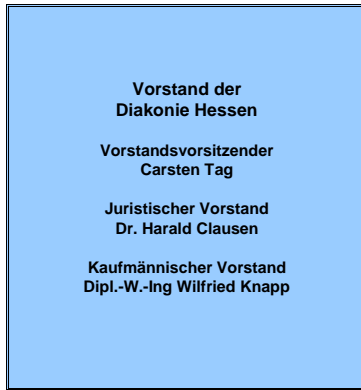 Vorstand der
Diakonie Hessen
Vorstandsvorsitzender
Carsten Tag
Juristischer Vorstand
Dr. Harald Clausen
Kaufmännischer Vorstand
Dipl.-W.-Ing Wilfried Knapp